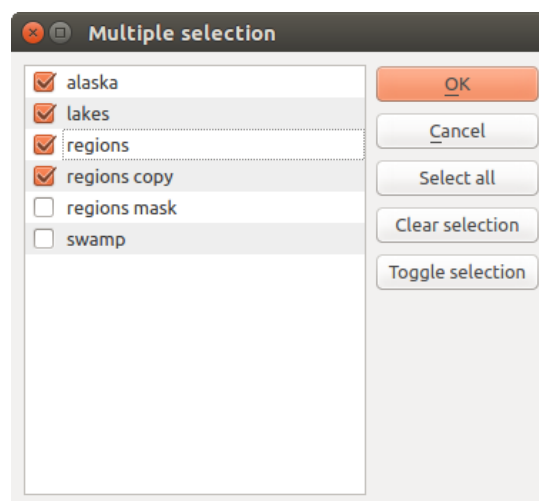 Multiple selection
alaska
lakes
regions
regions copy
regions mask
swamp
OK
Cancel
Select all
Clear selection
Toggle selection